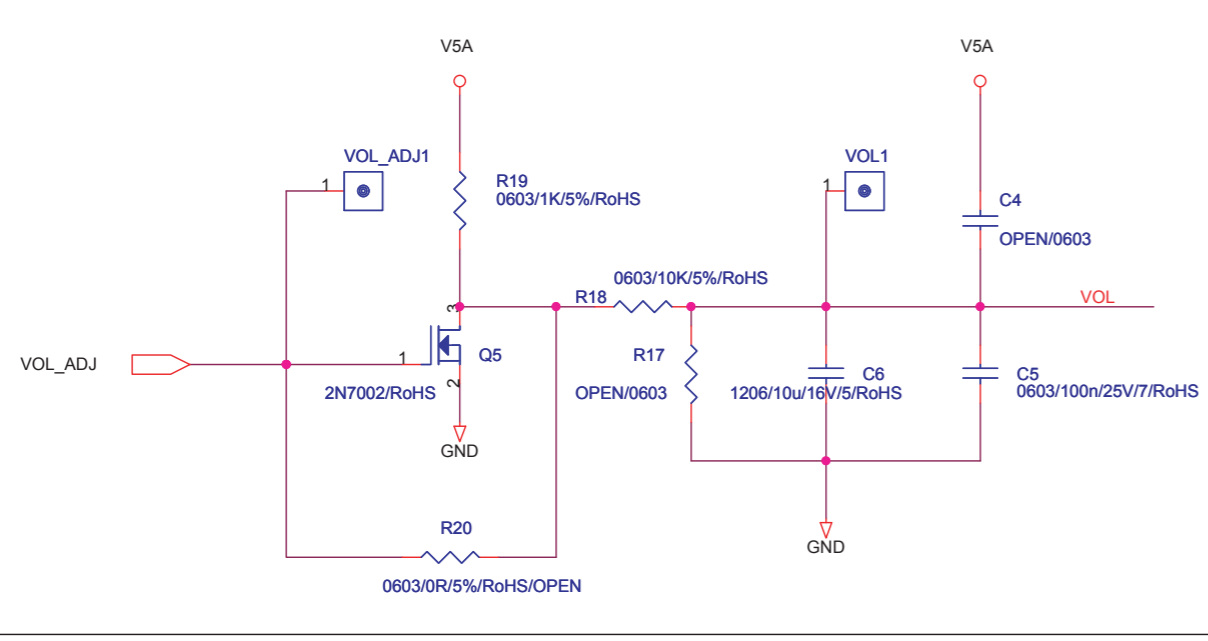 V5A
V5A
VOL_ADJ1
1
R19
0603/1K/5%/RoHS
VOL1
1
C4
OPEN/0603
0603/10K/5%/RoHS
R18
VOL
3
VOL_ADJ
1
Q5
2
2N7002/RoHS
GND
R17
OPEN/0603
C6
1206/10u/16V/5/RoHS
C5
0603/100n/25V/7/RoHS
R20
0603/0R/5%/RoHS/OPEN
GND